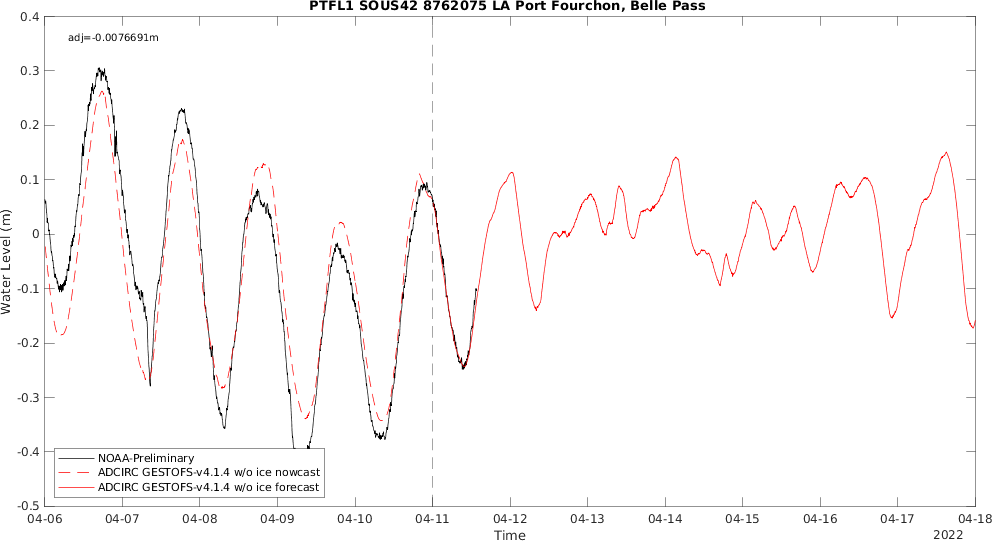 PTFL1 SOUS42 8762075 LA Port Fourchon, Belle Pass
adj=-0.0076691m
0.4
0.3
0.2
0.1
0
-0.1
-0.2
-0.3
-0.4
-0.5
Water Level (m)
NOAA-Preliminary
ADCIRC GESTOFS-v4.1.4 w/o ice nowcast
ADCIRC GESTOFS-v4.1.4 w/o ice forecast
04-06 04-07 04-08 04-09 04-10 04-11 04-12 04-13 04-14 04-15 04-16 04-17 04-18
Time
2022